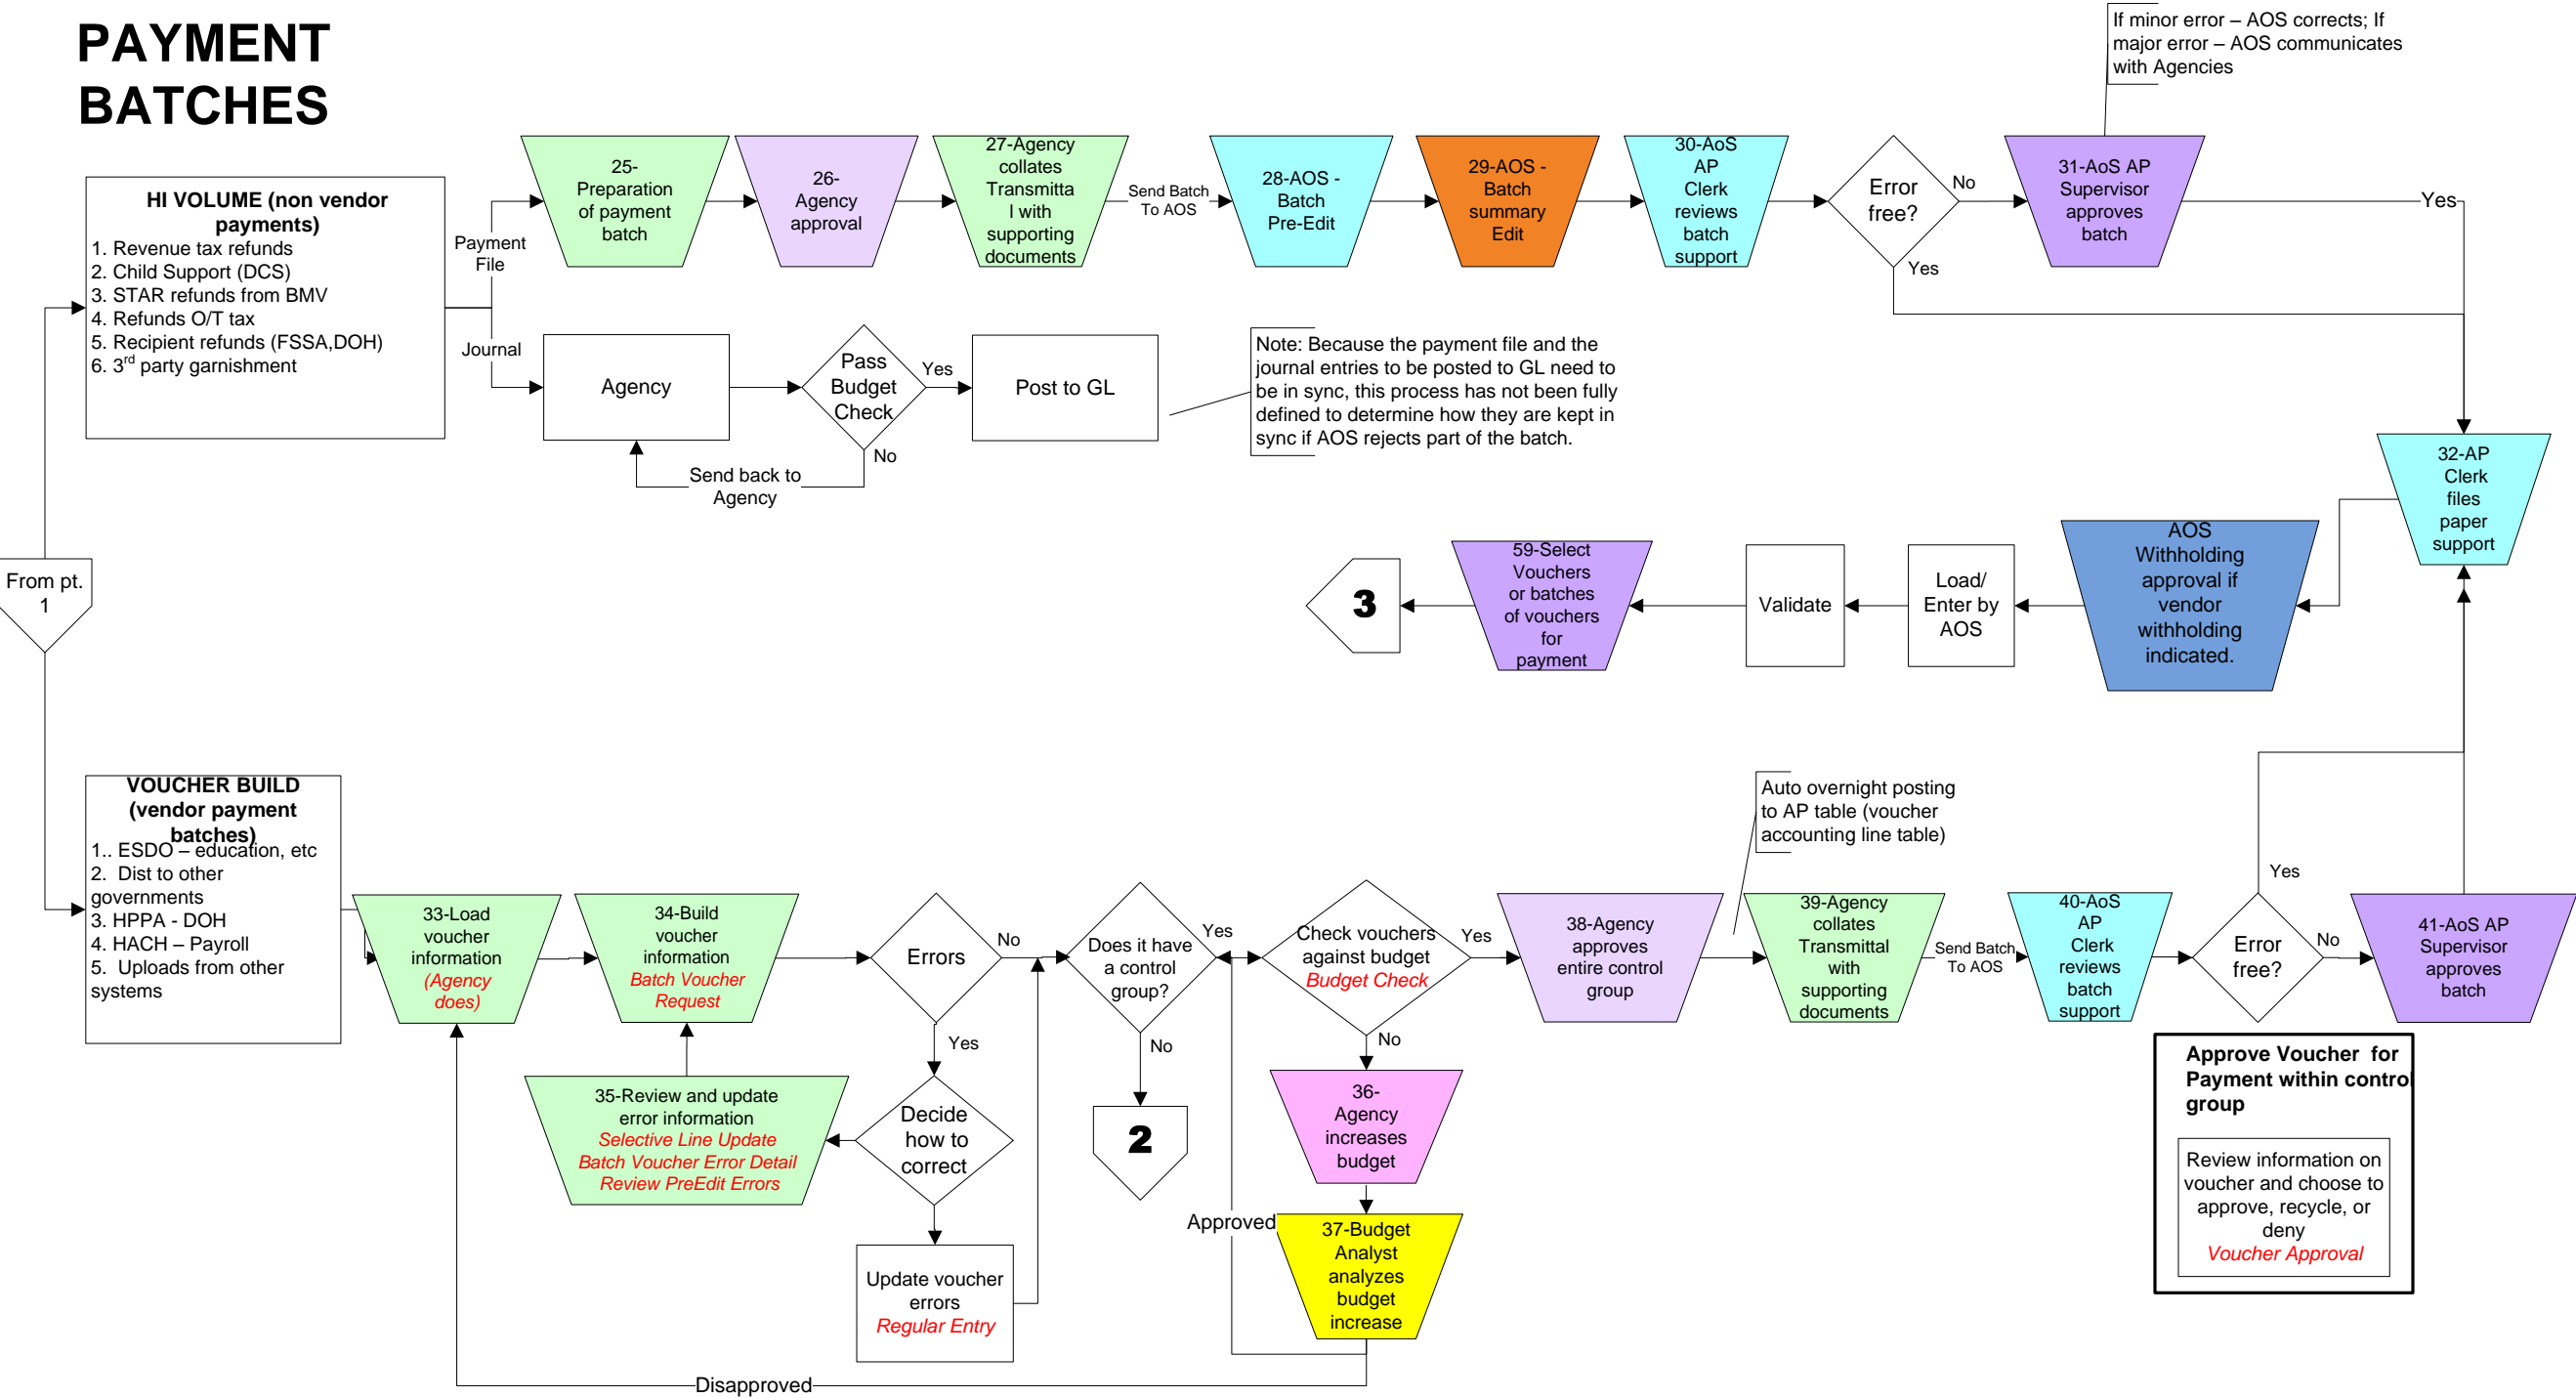 PAYMENT
BATCHES
If minor error – AOS corrects; If
major error – AOS communicates
with Agencies
HI VOLUME (non vendor
payments)
1. Revenue tax refunds
2. Child Support (DCS)
3. STAR refunds from BMV
4. Refunds O/T tax
5. Recipient refunds (FSSA,DOH)
6. 3rd party garnishment
Payment
File
Journal
25-
Preparation
of payment
batch
26-
Agency
approval
27-Agency
collates
Transmitta
l with
supporting
documents
Send Batch
To AOS
28-AOS -
Batch
Pre-Edit
29-AOS -
Batch
summary
Edit
30-AoS
AP
Clerk
reviews
batch
support
Error
free?
No
Yes
31-AoS AP
Supervisor
approves
batch
Yes
Agency
Pass
Budget
Check
Yes
No
Send back to
Agency
Post to GL
Note: Because the payment file and the
journal entries to be posted to GL need to
be in sync, this process has not been fully
defined to determine how they are kept in
sync if AOS rejects part of the batch.
32-AP
Clerk
files
paper
support
From pt.
1
3
59-Select
Vouchers
or batches
of vouchers
for
payment
Validate
Load/
Enter by
AOS
AOS
Withholding
approval if
vendor
withholding
indicated.
VOUCHER BUILD
(vendor payment
batches)
1.. ESDO – education, etc
2. Dist to other
governments
3. HPPA - DOH
4. HACH – Payroll
5. Uploads from other
systems
33-Load
voucher
information
(Agency
does)
34-Build
voucher
information
Batch Voucher
Request
Errors
No
Yes
Does it have
a control
group?
Yes
No
Check vouchers
against budget
Budget Check
Yes
No
38-Agency
approves
entire control
group
Auto overnight posting
to AP table (voucher
accounting line table)
39-Agency
collates
Transmittal
with
supporting
documents
Send Batch
To AOS
40-AoS
AP
Clerk
reviews
batch
support
Error
free?
Yes
No
41-AoS AP
Supervisor
approves
batch
35-Review and update
error information
Selective Line Update
Batch Voucher Error Detail
Review PreEdit Errors
Decide
how to
correct
2
36-
Agency
increases
budget
Approved
37-Budget
Analyst
analyzes
budget
increase
Update voucher
errors
Regular Entry
Disapproved
Approve Voucher for
Payment within control
group
Review information on
voucher and choose to
approve, recycle, or
deny
Voucher Approval